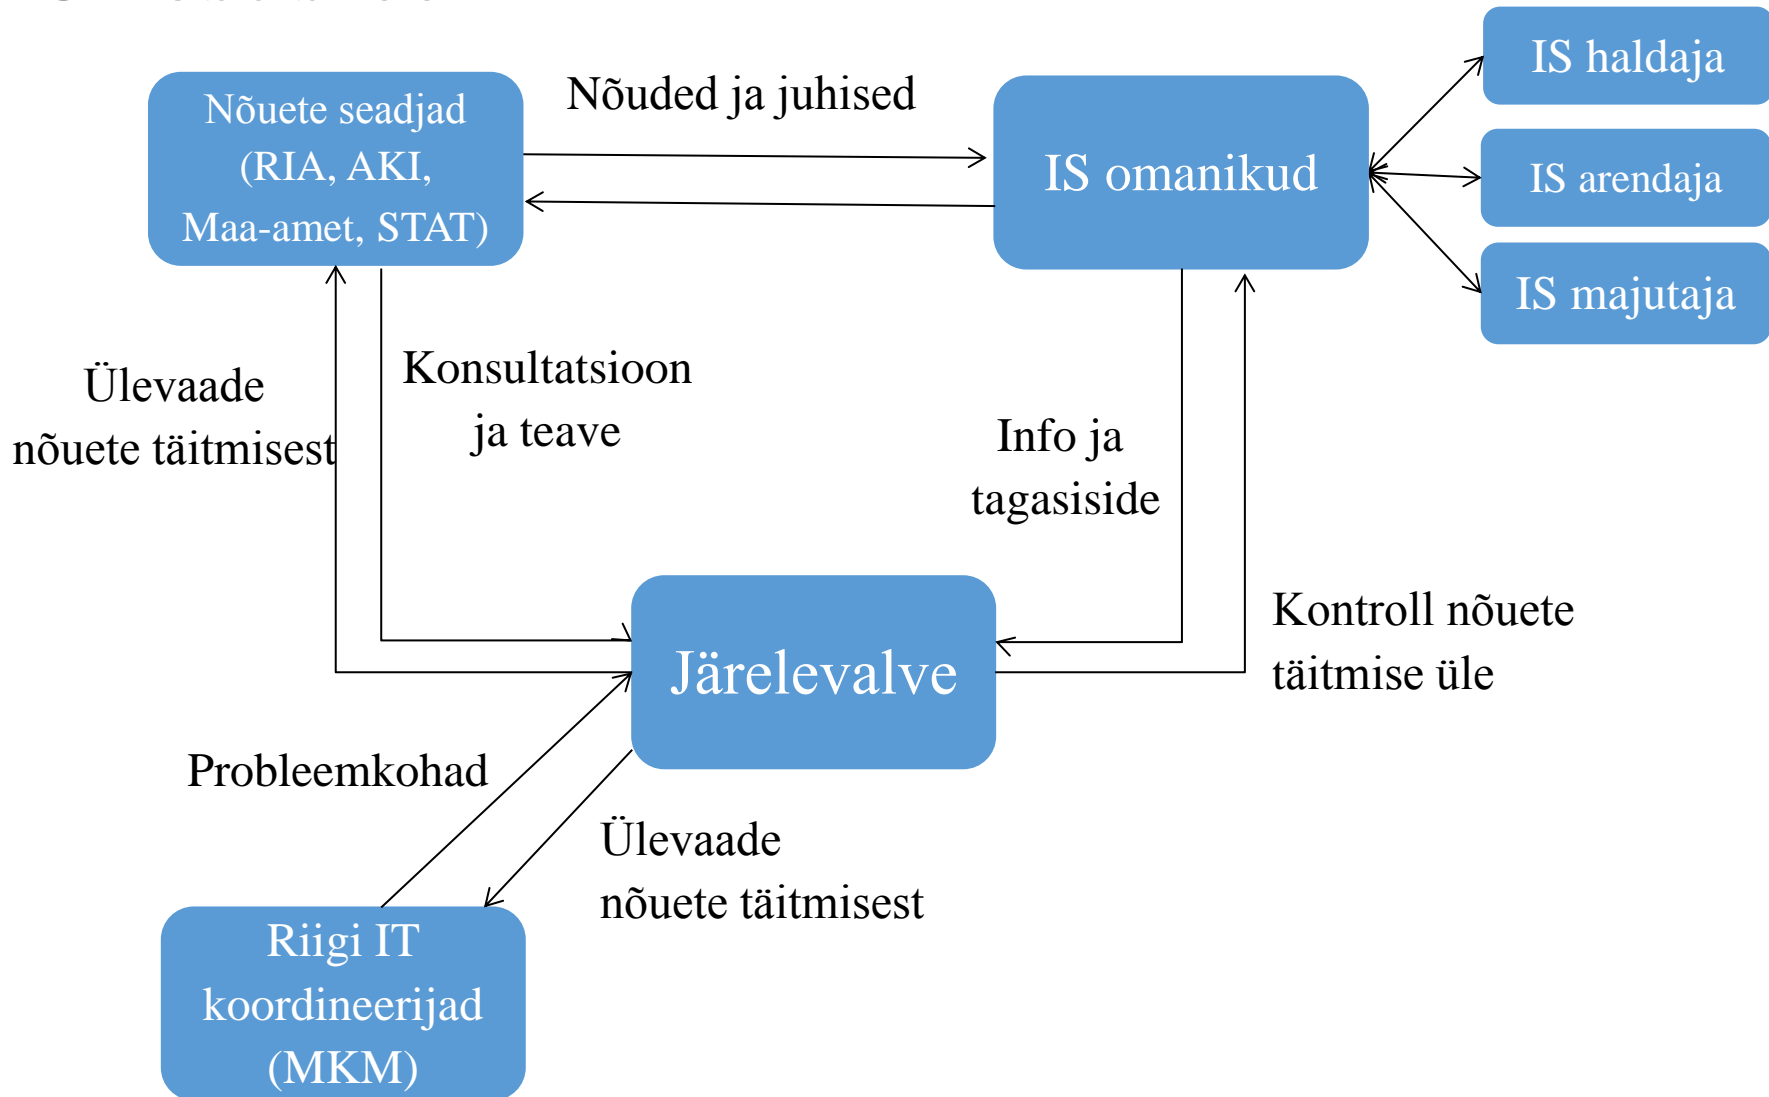 Nõuete seadjad
(RIA, AKI,
Maa-amet, STAT)
Nõuded ja juhised
IS omanikud
IS haldaja
IS arendaja
IS majutaja
Ülevaade
nõuete täitmisest
Konsultatsioon
ja teave
Info ja
tagasiside
Järelevalve
Kontroll nõuete
täitmise üle
Probleemkohad
Ülevaade
nõuete täitmisest
Riigi IT
koordineerijad
(MKM)